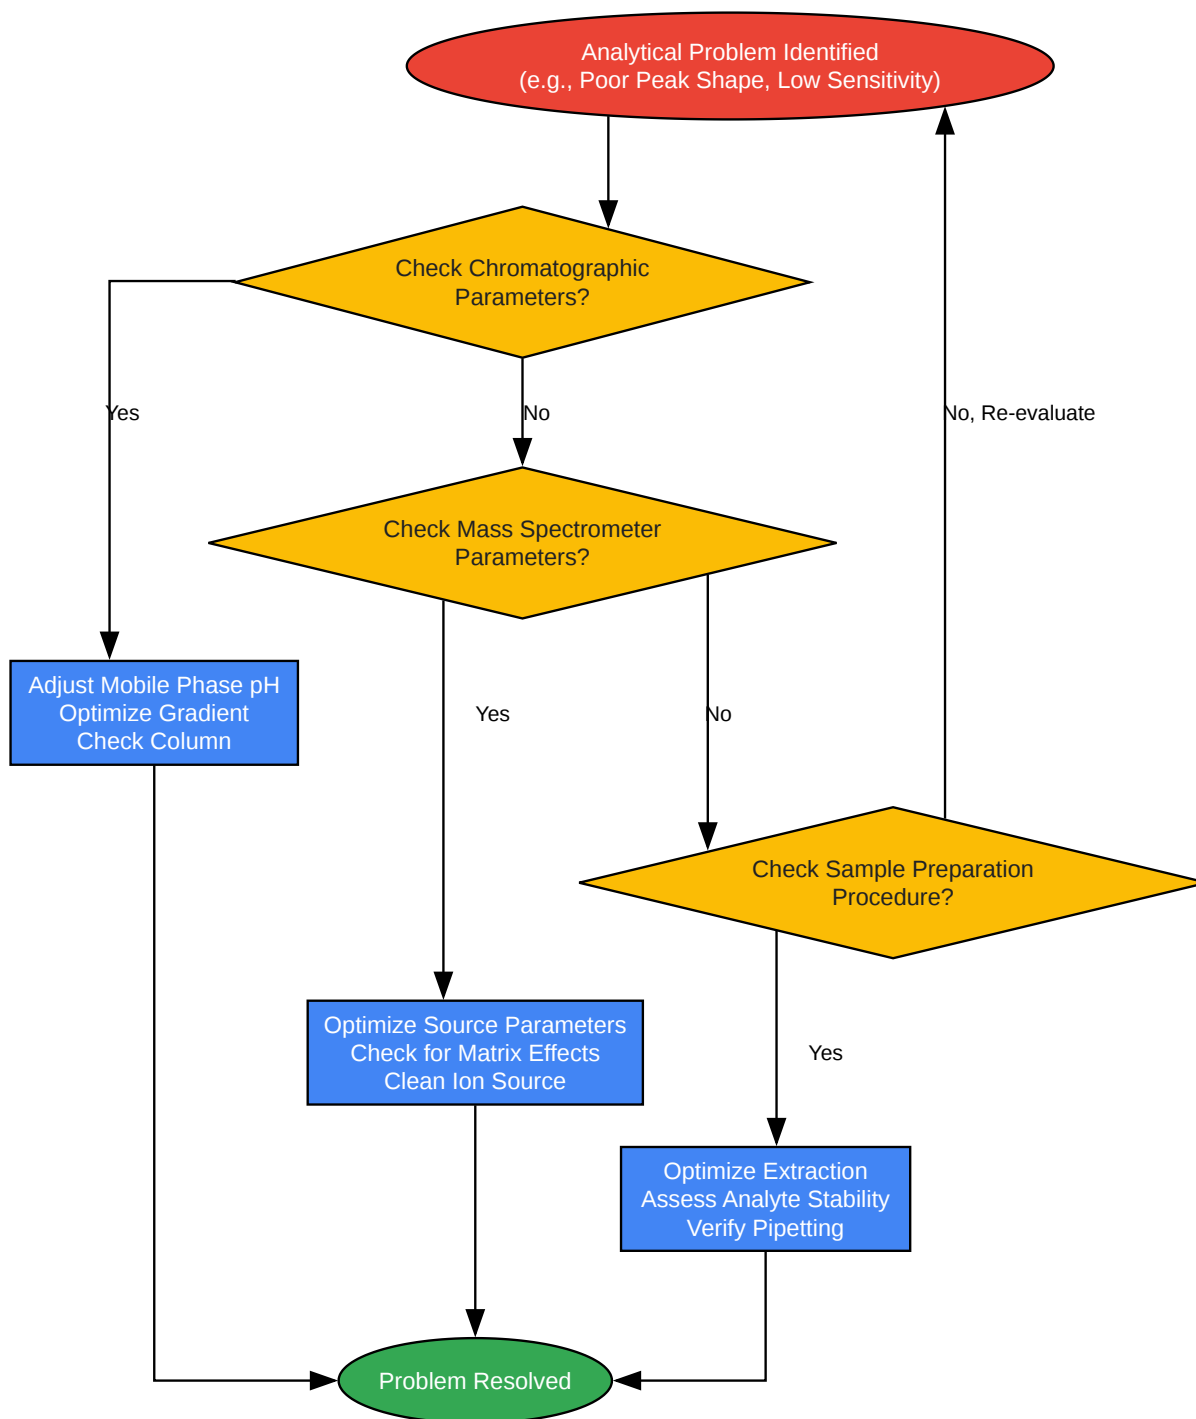 Analytical Problem Identified
(e.g., Poor Peak Shape, Low Sensitivity)
Check Chromatographic
Parameters?
Yes
No
No, Re-evaluate
Check Mass Spectrometer
Parameters?
Adjust Mobile Phase pH
Optimize Gradient
Check Column
Yes
No
Check Sample Preparation
Procedure?
Optimize Source Parameters
Check for Matrix Effects
Clean Ion Source
Yes
Optimize Extraction
Assess Analyte Stability
Verify Pipetting
Problem Resolved